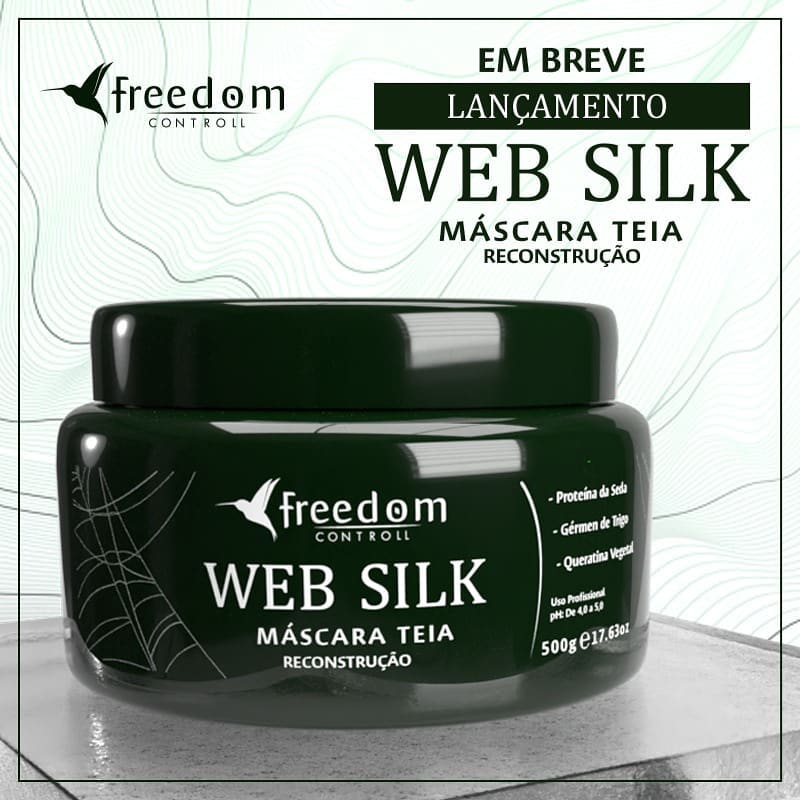 freedom
CONTROLL
EM BREVE
LANÇAMENTO
WEB SILK
MÁSCARA TEIA
RECONSTRUÇÃO
freedom
CONTROLL
WEB SILK
MÁSCARA TEIA
RECONSTRUÇÃO
- Proteína da Seda
- Gérmen de Trigo
- Queratina Vegetal
Uso Profissional
pH: De 4,0 a 5,0
500g ℮ 17.63oz